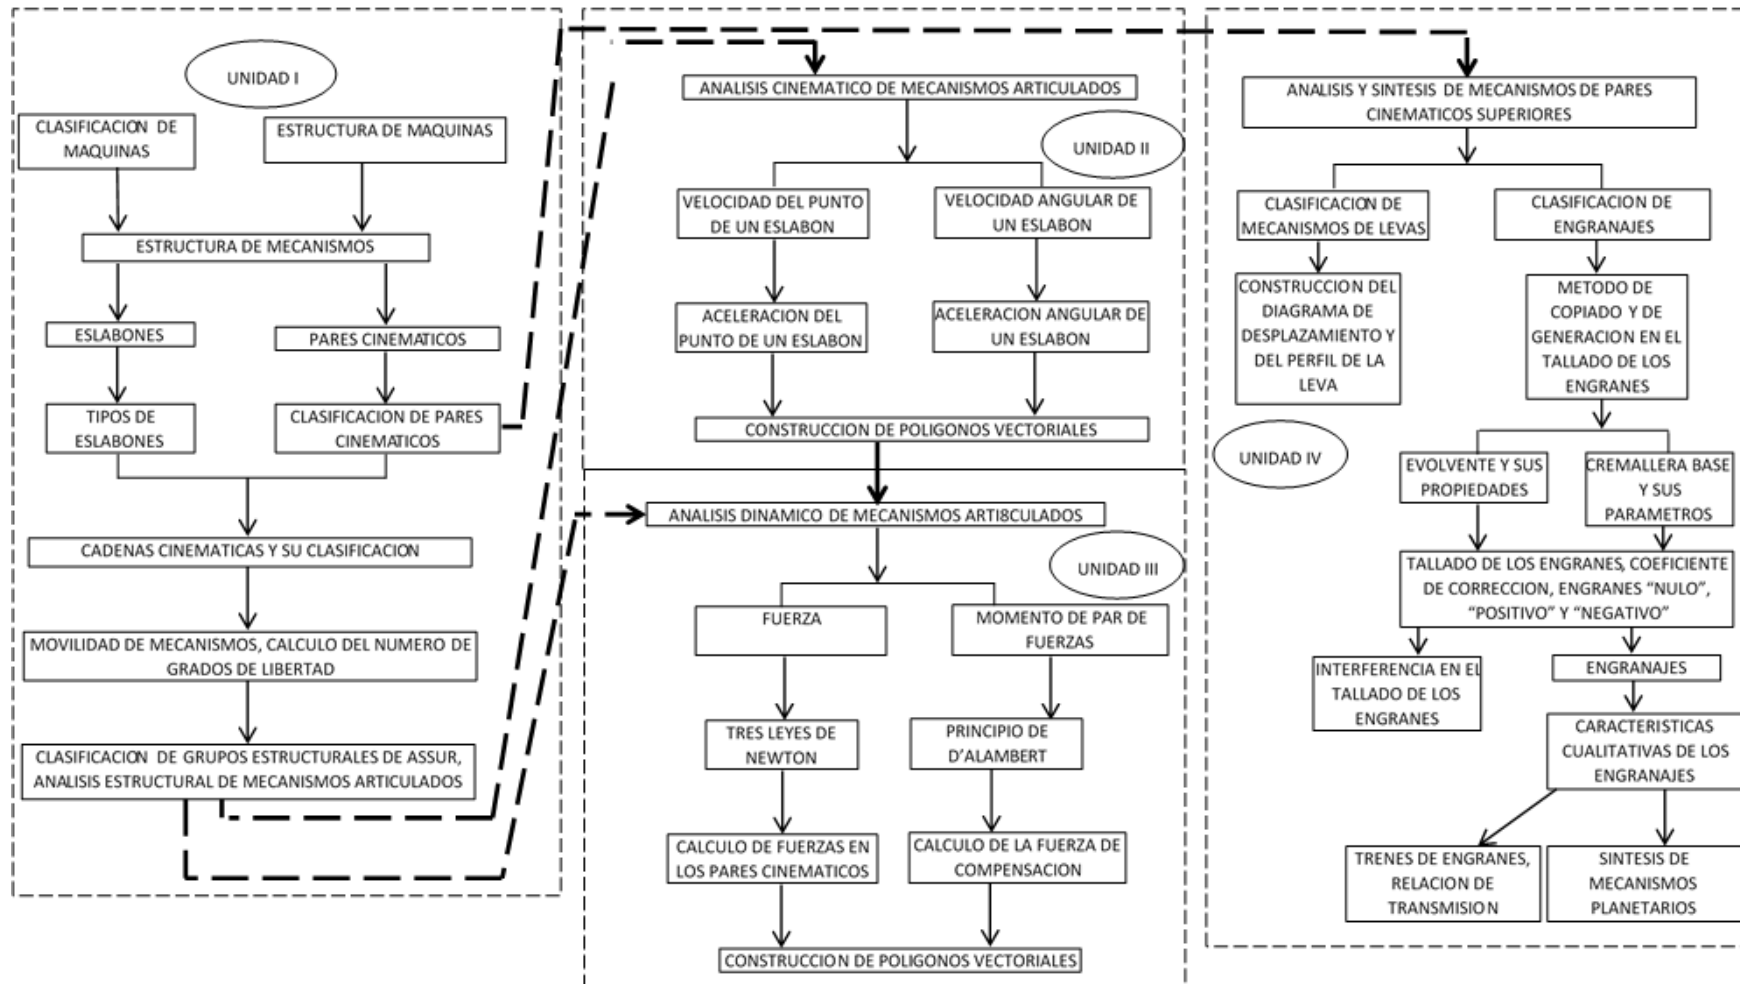 UNIDAD I
CLASIFICACION DE
MAQUINAS
ESTRUCTURA DE MAQUINAS
ESTRUCTURA DE MECANISMOS
ESLABONES
PARES CINEMATICOS
TIPOS DE
ESLABONES
CLASIFICACION DE PARES
CINEMATICOS
CADENAS CINEMATICAS Y SU CLASIFICACION
MOVILIDAD DE MECANISMOS, CALCULO DEL NUMERO DE
GRADOS DE LIBERTAD
CLASIFICACION DE GRUPOS ESTRUCTURALES DE ASSUR,
ANALISIS ESTRUCTURAL DE MECANISMOS ARTICULADOS
ANALISIS CINEMATICO DE MECANISMOS ARTICULADOS
UNIDAD II
VELOCIDAD DEL PUNTO
DE UN ESLABON
VELOCIDAD ANGULAR DE
UN ESLABON
ACELERACION DEL
PUNTO DE UN ESLABON
ACELERACION ANGULAR DE
UN ESLABON
CONSTRUCCION DE POLIGONOS VECTORIALES
ANALISIS DINAMICO DE MECANISMOS ARTI8CULADOS
UNIDAD III
FUERZA
MOMENTO DE PAR DE
FUERZAS
TRES LEYES DE
NEWTON
PRINCIPIO DE
D’ALAMBERT
CALCULO DE FUERZAS EN
LOS PARES CINEMATICOS
CALCULO DE LA FUERZA DE
COMPENSACION
CONSTRUCCION DE POLIGONOS VECTORIALES
ANALISIS Y SINTESIS DE MECANISMOS DE PARES
CINEMATICOS SUPERIORES
CLASIFICACION DE
MECANISMOS DE LEVAS
CLASIFICACION DE
ENGRANAJES
CONSTRUCCION DEL
DIAGRAMA DE
DESPLAZAMIENTO Y
DEL PERFIL DE LA
LEVA
METODO DE
COPIADO Y DE
GENERACION EN EL
TALLADO DE LOS
ENGRANES
UNIDAD IV
EVOLVENTE Y SUS
PROPIEDADES
CREMALLERA BASE
Y SUS
PARAMETROS
TALLADO DE LOS ENGRANES, COEFICIENTE
DE CORRECCION, ENGRANES “NULO”,
“POSITIVO” Y “NEGATIVO”
INTERFERENCIA EN EL
TALLADO DE LOS
ENGRANES
ENGRANAJES
CARACTERISTICAS
CUALITATIVAS DE LOS
ENGRANAJES
TRENES DE ENGRANES,
RELACION DE
TRANSMISION
SINTESIS DE
MECANISMOS
PLANETARIOS